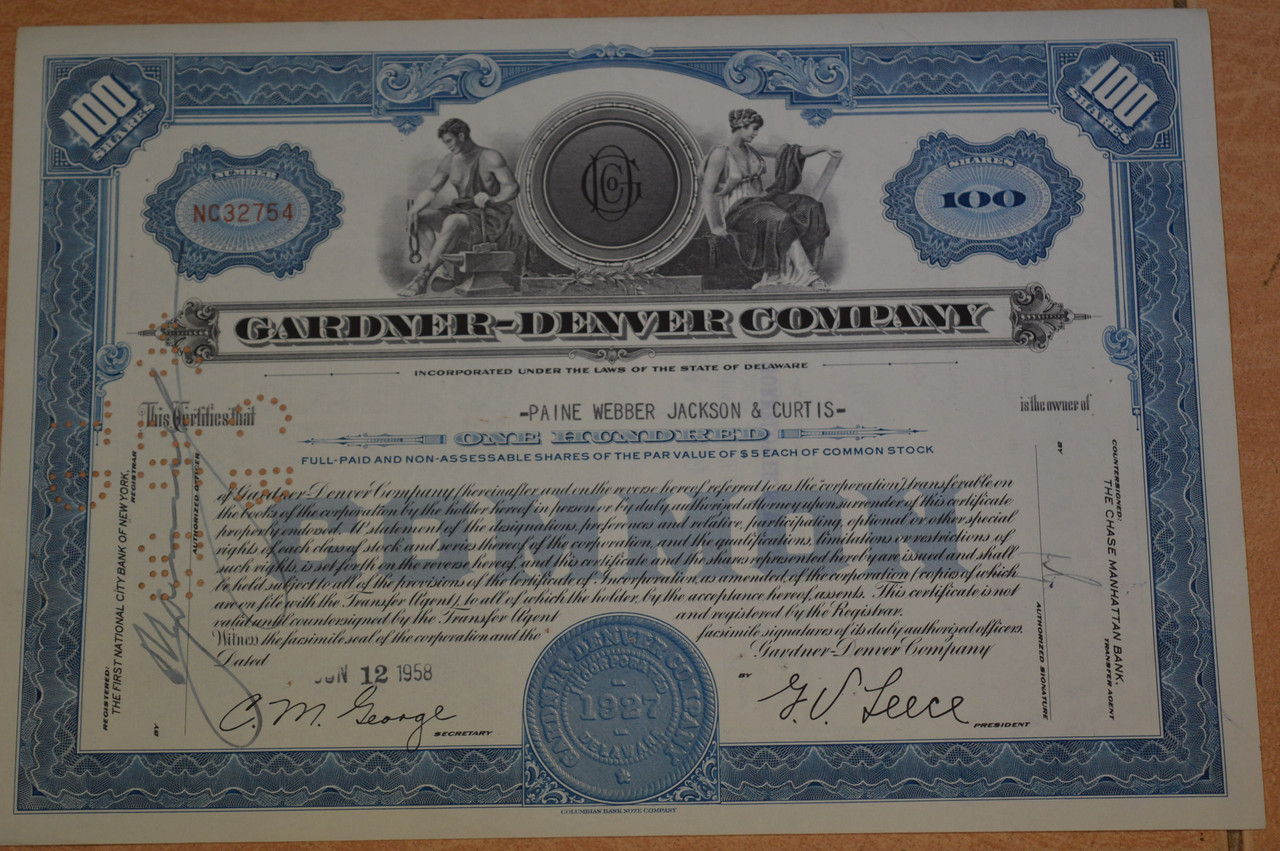 100 SHARES
100 SHARES
NUMBER
NC32754
GDCo
SHARES
100
GARDNER-DENVER COMPANY
INCORPORATED UNDER THE LAWS OF THE STATE OF DELAWARE
This Certifies that
-PAINE WEBBER JACKSON & CURTIS-
is the owner of
ONE HUNDRED
FULL-PAID AND NON-ASSESSABLE SHARES OF THE PAR VALUE OF $5 EACH OF COMMON STOCK
COMMON
of Gardner-Denver Company (hereinafter and on the reverse hereof referred to as the "corporation"), transferable on
the books of the corporation by the holder hereof in person or by duly authorized attorney upon surrender of this certificate
properly endorsed. A statement of the designations, preferences and relative, participating, optional or other special
rights of each class of stock and series thereof of the corporation, and the qualifications, limitations or restrictions of
such rights, is set forth on the reverse hereof, and this certificate and the shares represented hereby are issued and shall
be held subject to all of the provisions of the Certificate of Incorporation, as amended, of the corporation (copies of which
are on file with the Transfer Agent), to all of which the holder, by the acceptance hereof, assents. This certificate is not
valid until countersigned by the Transfer Agent and registered by the Registrar.
Witness the facsimile seal of the corporation and the facsimile signatures of its duly authorized officers.
Dated
JUN 12 1958
Gardner-Denver Company
C. M. George
SECRETARY
BY
G. V. Leece
PRESIDENT
GARDNER-DENVER COMPANY
INCORPORATED
1927
DELAWARE
COLUMBIAN BANK NOTE COMPANY
REGISTERED:
THE FIRST NATIONAL CITY BANK OF NEW YORK,
REGISTRAR
BY
AUTHORIZED OFFICER
COUNTERSIGNED:
THE CHASE MANHATTAN BANK,
TRANSFER AGENT
BY
AUTHORIZED SIGNATURE